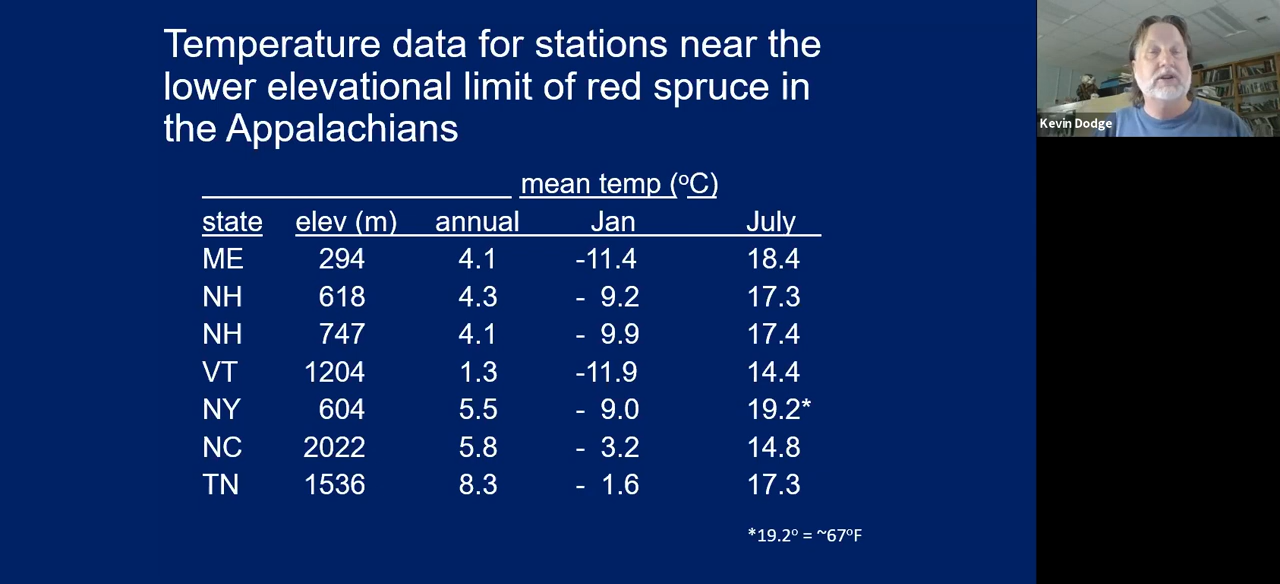 Temperature data for stations near the
lower elevational limit of red spruce in
the Appalachians
mean temp (ºC)
state elev (m) annual Jan July
ME 294 4.1 -11.4 18.4
NH 618 4.3 - 9.2 17.3
NH 747 4.1 - 9.9 17.4
VT 1204 1.3 -11.9 14.4
NY 604 5.5 - 9.0 19.2*
NC 2022 5.8 - 3.2 14.8
TN 1536 8.3 - 1.6 17.3
*19.2º = ~67ºF
Kevin Dodge